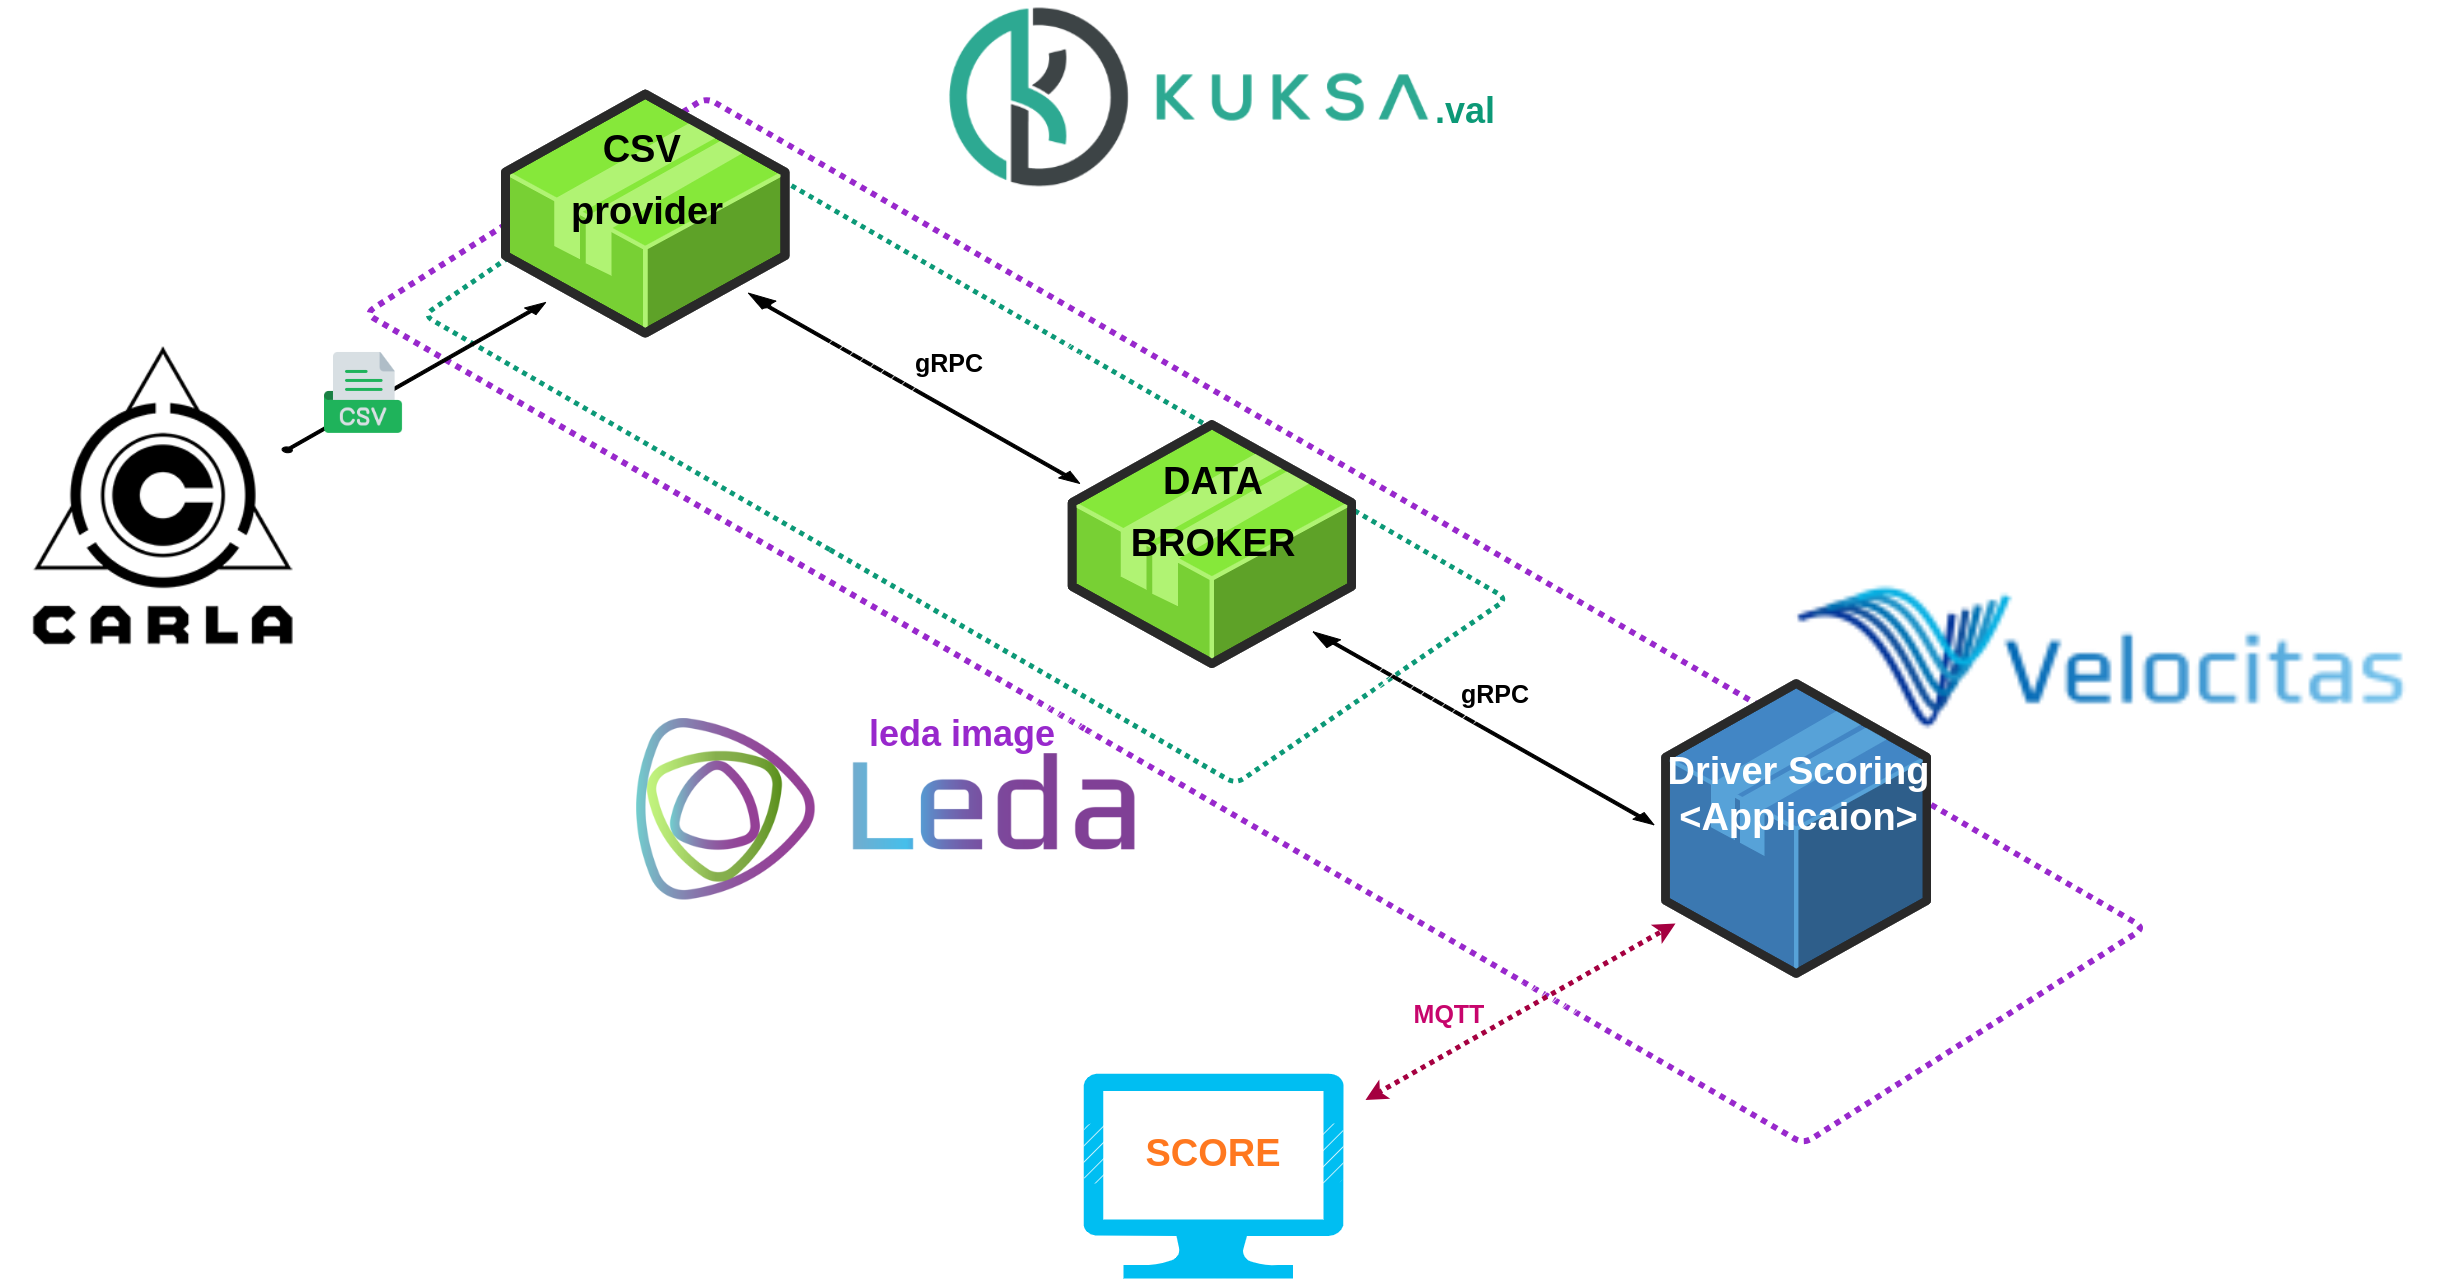 KUKSA.val
CSV
provider
gRPC
CSV
CARLA
DATA
BROKER
gRPC
Velocitas
leda image
Leda
Driver Scoring
<Applicaion>
MQTT
SCORE